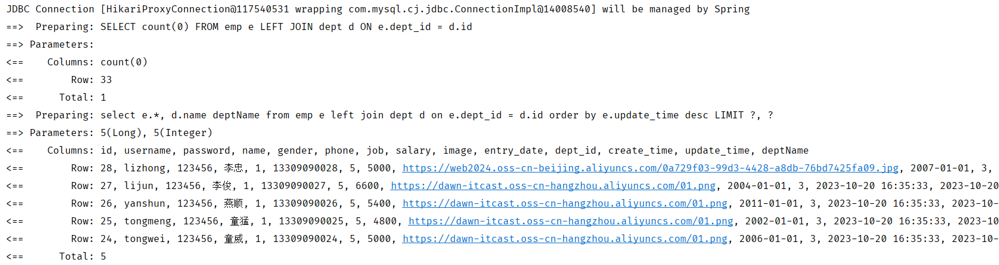 JDBC Connection [HikariProxyConnection@117540531 wrapping com.mysql.cj.jdbc.ConnectionImpl@14008540] will be managed by Spring
==>  Preparing: SELECT count(0) FROM emp e LEFT JOIN dept d ON e.dept_id = d.id
==> Parameters:
<==    Columns: count(0)
<==        Row: 33
<==      Total: 1
==>  Preparing: select e.*, d.name deptName from emp e left join dept d on e.dept_id = d.id order by e.update_time desc LIMIT ?, ?
==> Parameters: 5(Long), 5(Integer)
<==    Columns: id, username, password, name, gender, phone, job, salary, image, entry_date, dept_id, create_time, update_time, deptName
<==        Row: 28, lizhong, 123456, 李忠, 1, 13309090028, 5, 5000, https://web2024.oss-cn-beijing.aliyuncs.com/0a729f03-99d3-4428-a8db-76bd7425fa09.jpg, 2007-01-01, 3,
<==        Row: 27, lijun, 123456, 李俊, 1, 13309090027, 5, 6600, https://dawn-itcast.oss-cn-hangzhou.aliyuncs.com/01.png, 2004-01-01, 3, 2023-10-20 16:35:33, 2023-10-20
<==        Row: 26, yanshun, 123456, 燕顺, 1, 13309090026, 5, 5400, https://dawn-itcast.oss-cn-hangzhou.aliyuncs.com/01.png, 2011-01-01, 3, 2023-10-20 16:35:33, 2023-10-
<==        Row: 25, tongmeng, 123456, 童猛, 1, 13309090025, 5, 4800, https://dawn-itcast.oss-cn-hangzhou.aliyuncs.com/01.png, 2002-01-01, 3, 2023-10-20 16:35:33, 2023-10
<==        Row: 24, tongwei, 123456, 童威, 1, 13309090024, 5, 5000, https://dawn-itcast.oss-cn-hangzhou.aliyuncs.com/01.png, 2006-01-01, 3, 2023-10-20 16:35:33, 2023-10-
<==      Total: 5